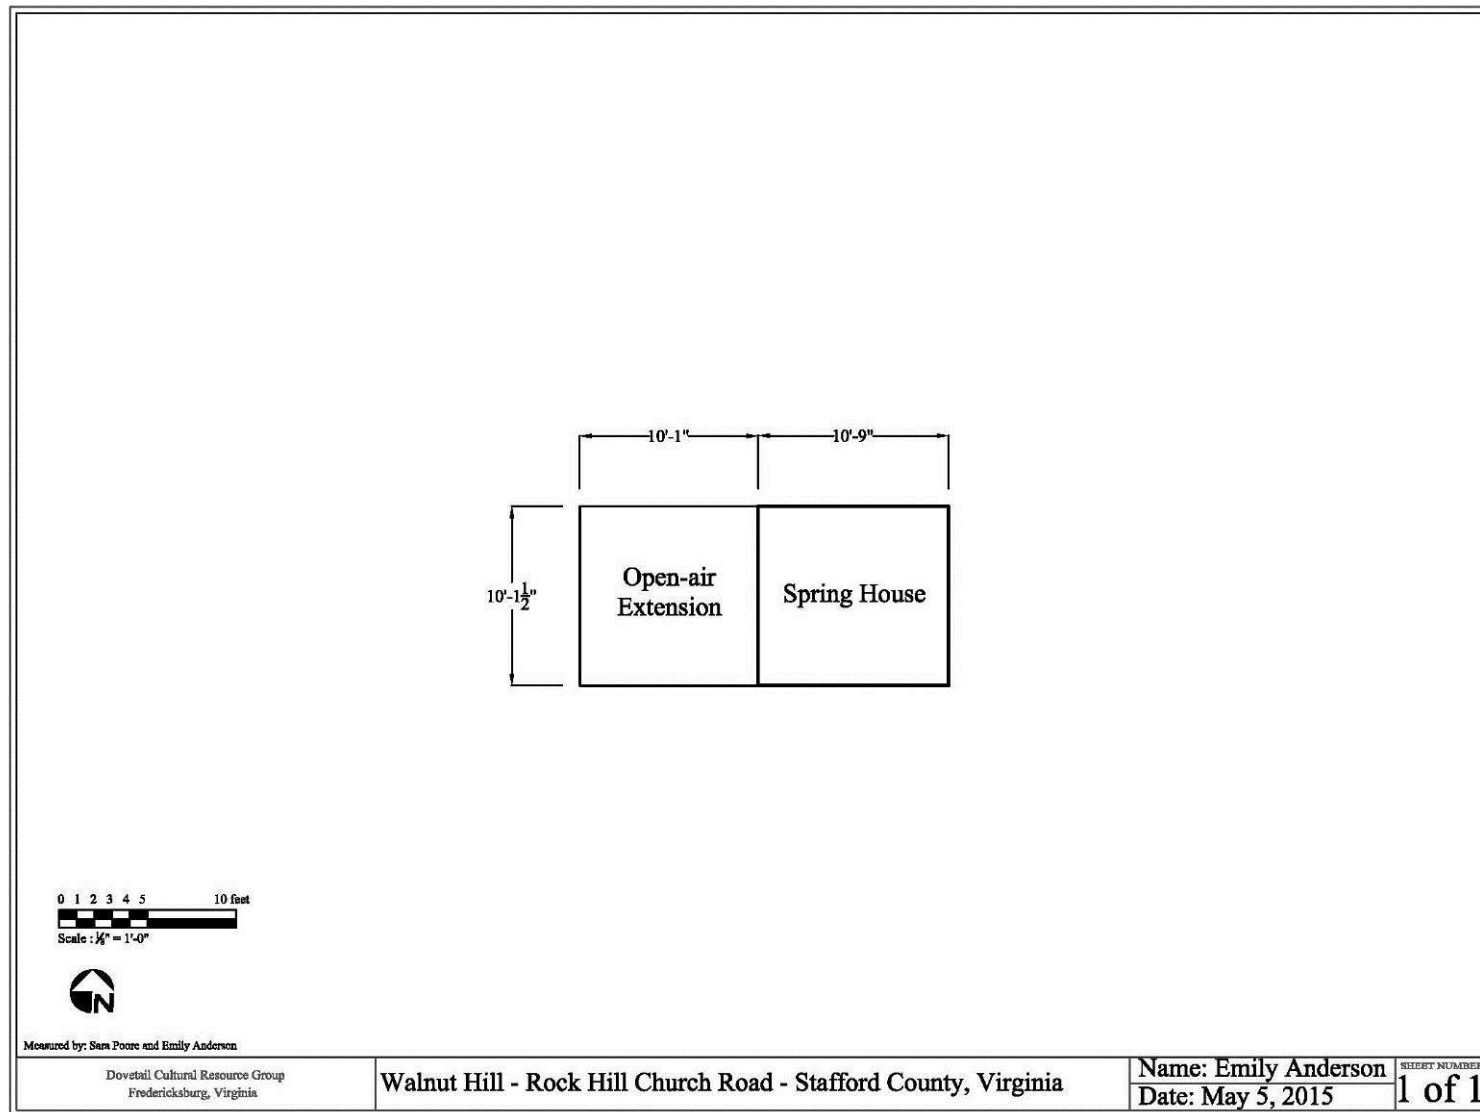 10'-1"
10'-9"
10'-1½"
Open-air
Extension
Spring House
0 1 2 3 4 5 10 feet
Scale : ⅛" = 1'-0"
N
Measured by: Sara Poore and Emily Anderson
Dovetail Cultural Resource Group
Fredericksburg, Virginia
Walnut Hill - Rock Hill Church Road - Stafford County, Virginia
Name: Emily Anderson
Date: May 5, 2015
SHEET NUMBER
1 of 1